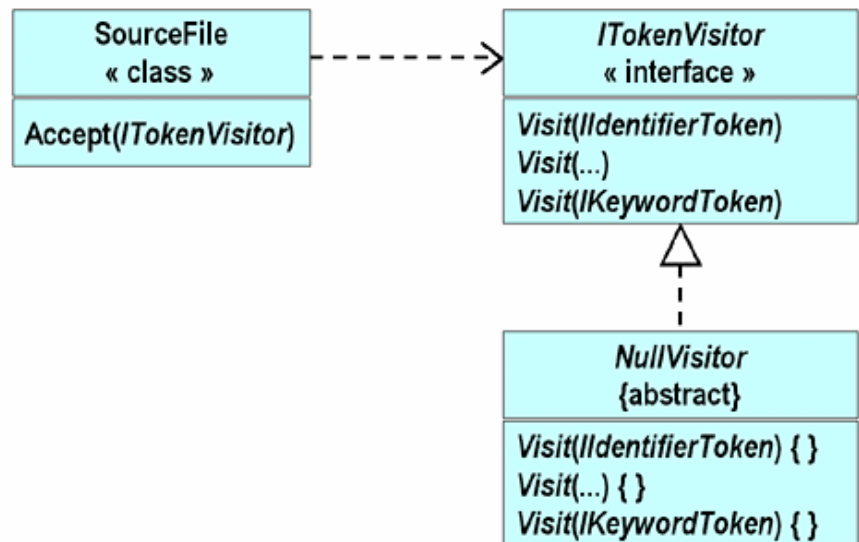 SourceFile
« class »
Accept(ITokenVisitor)
ITokenVisitor
« interface »
Visit(IIdentifierToken)
Visit(...)
Visit(IKeywordToken)
NullVisitor
{abstract}
Visit(IIdentifierToken) { }
Visit(...) { }
Visit(IKeywordToken) { }